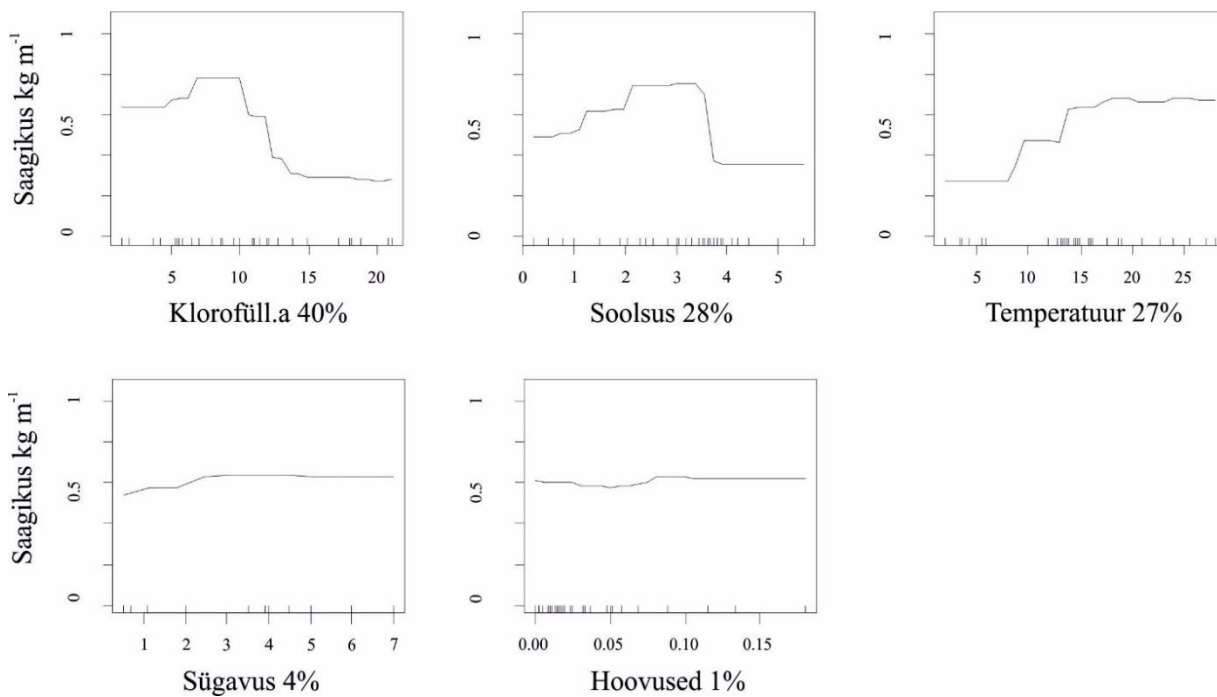 Saagikus kg m⁻¹
1
0.5
0
5 10 15 20
Klorofüll.a 40%
1
0.5
0
0 1 2 3 4 5
Soolsus 28%
1
0.5
0
5 10 15 20 25
Temperatuur 27%
Saagikus kg m⁻¹
1
0.5
0
1 2 3 4 5 6 7
Sügavus 4%
1
0.5
0
0.00 0.05 0.10 0.15
Hoovused 1%